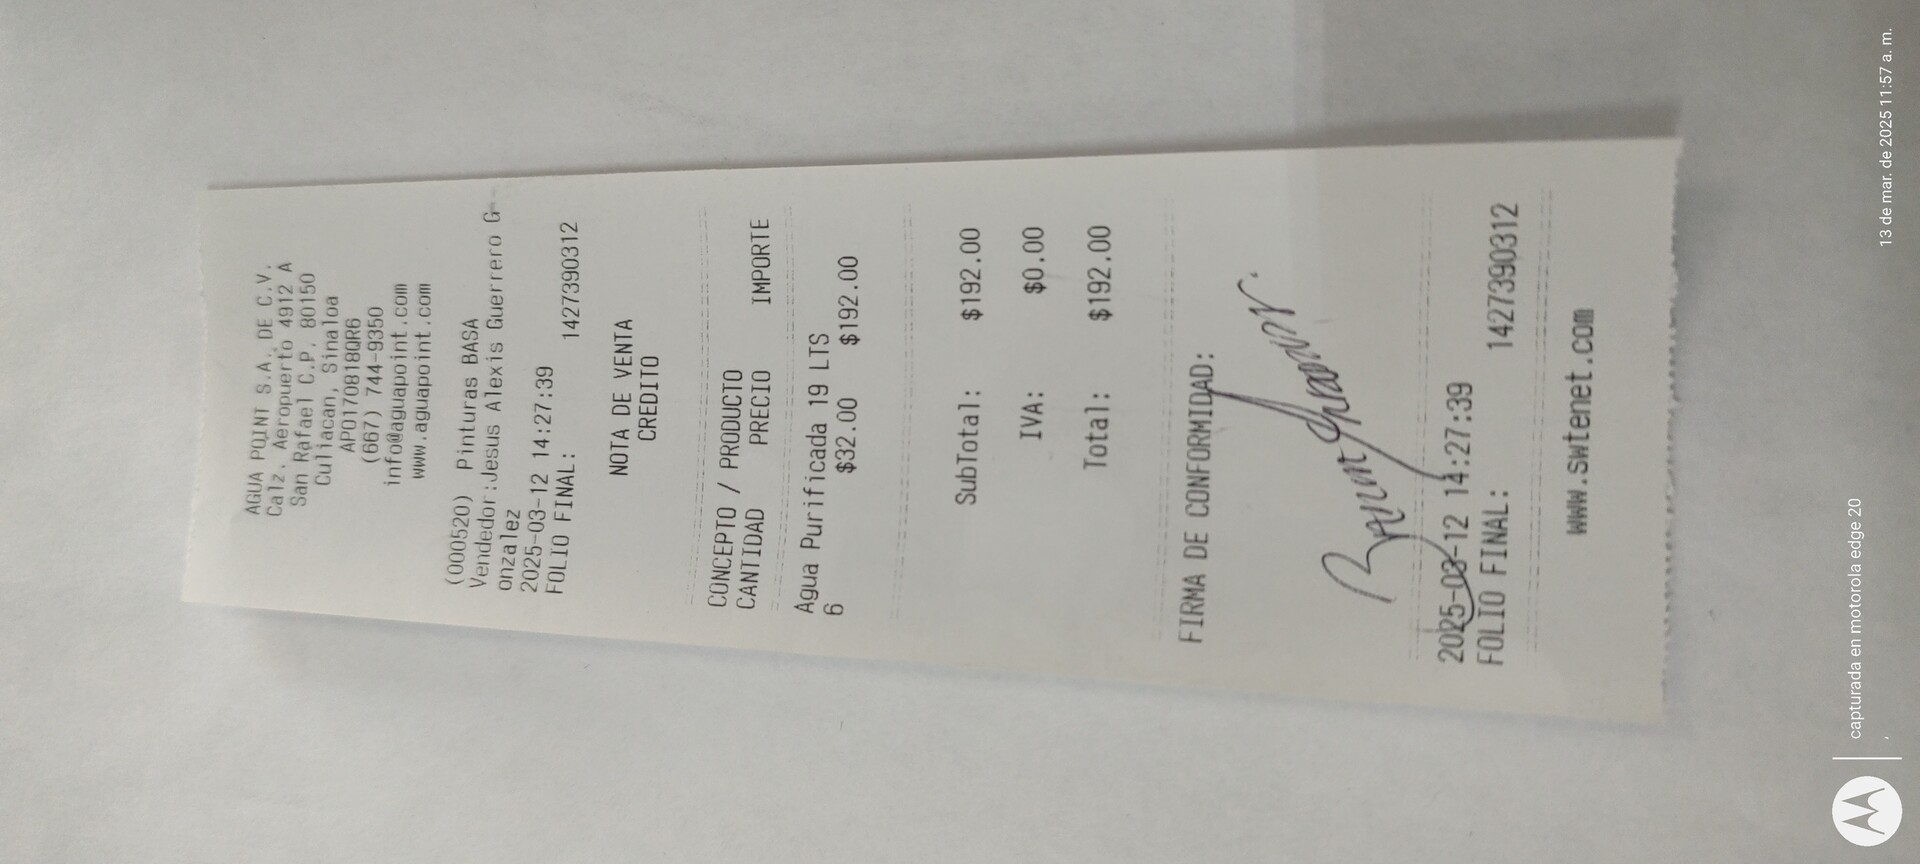 AGUA POINT S.A. DE C.V.
Calz. Aeropuerto 4912 A
San Rafael C.P. 80150
Culiacan, Sinaloa
APO170818QR6
(667) 744-9350
info@aguapoint.com
www.aguapoint.com
(000520) Pinturas BASA
Vendedor:Jesus Alexis Guerrero G
onzalez
2025-03-12 14:27:39
FOLIO FINAL: 1427390312
NOTA DE VENTA
CREDITO
CONCEPTO / PRODUCTO
CANTIDAD PRECIO IMPORTE
Agua Purificada 19 LTS
6 $32.00 $192.00
SubTotal: $192.00
IVA: $0.00
Total: $192.00
FIRMA DE CONFORMIDAD:
2025-03-12 14:27:39
FOLIO FINAL: 1427390312
www.swtenet.com
capturada en motorola edge 20
13 de mar. de 2025 11:57 a. m.